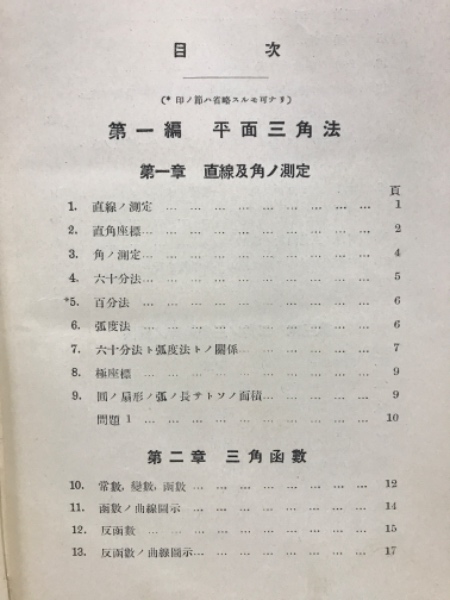 目次
(* 印ノ節ハ省略スルモ可ナリ)
第一編 平面三角法
第一章 直線及角ノ測定
頁
1. 直線ノ測定 ... ... ... ... ... ... ... ... ... 1
2. 直角座標... ... ... ... ... ... ... ... ... ... 2
3. 角ノ測定... ... ... ... ... ... ... ... ... ... 4
4. 六十分法... ... ... ... ... ... ... ... ... ... 5
*5. 百分法 ... ... ... ... ... ... ... ... ... ... 6
6. 弧度法 ... ... ... ... ... ... ... ... ... ... 6
7. 六十分法ト弧度法トノ關係 ... ... ... ... ... ... 7
8. 極座標 ... ... ... ... ... ... ... ... ... ... 9
9. 圓ノ扇形ノ弧ノ長サトソノ面積... ... ... ... ... 9
問題 1 ... ... ... ... ... ... ... ... ... ... 10
第二章 三角函數
10. 常數, 變數, 函數 ... ... ... ... ... ... ... ... 12
11. 函數ノ曲線圖示 ... ... ... ... ... ... ... ... 14
12. 反函數 ... ... ... ... ... ... ... ... ... ... 15
13. 反函數ノ曲線圖示... ... ... ... ... ... ... ... 17